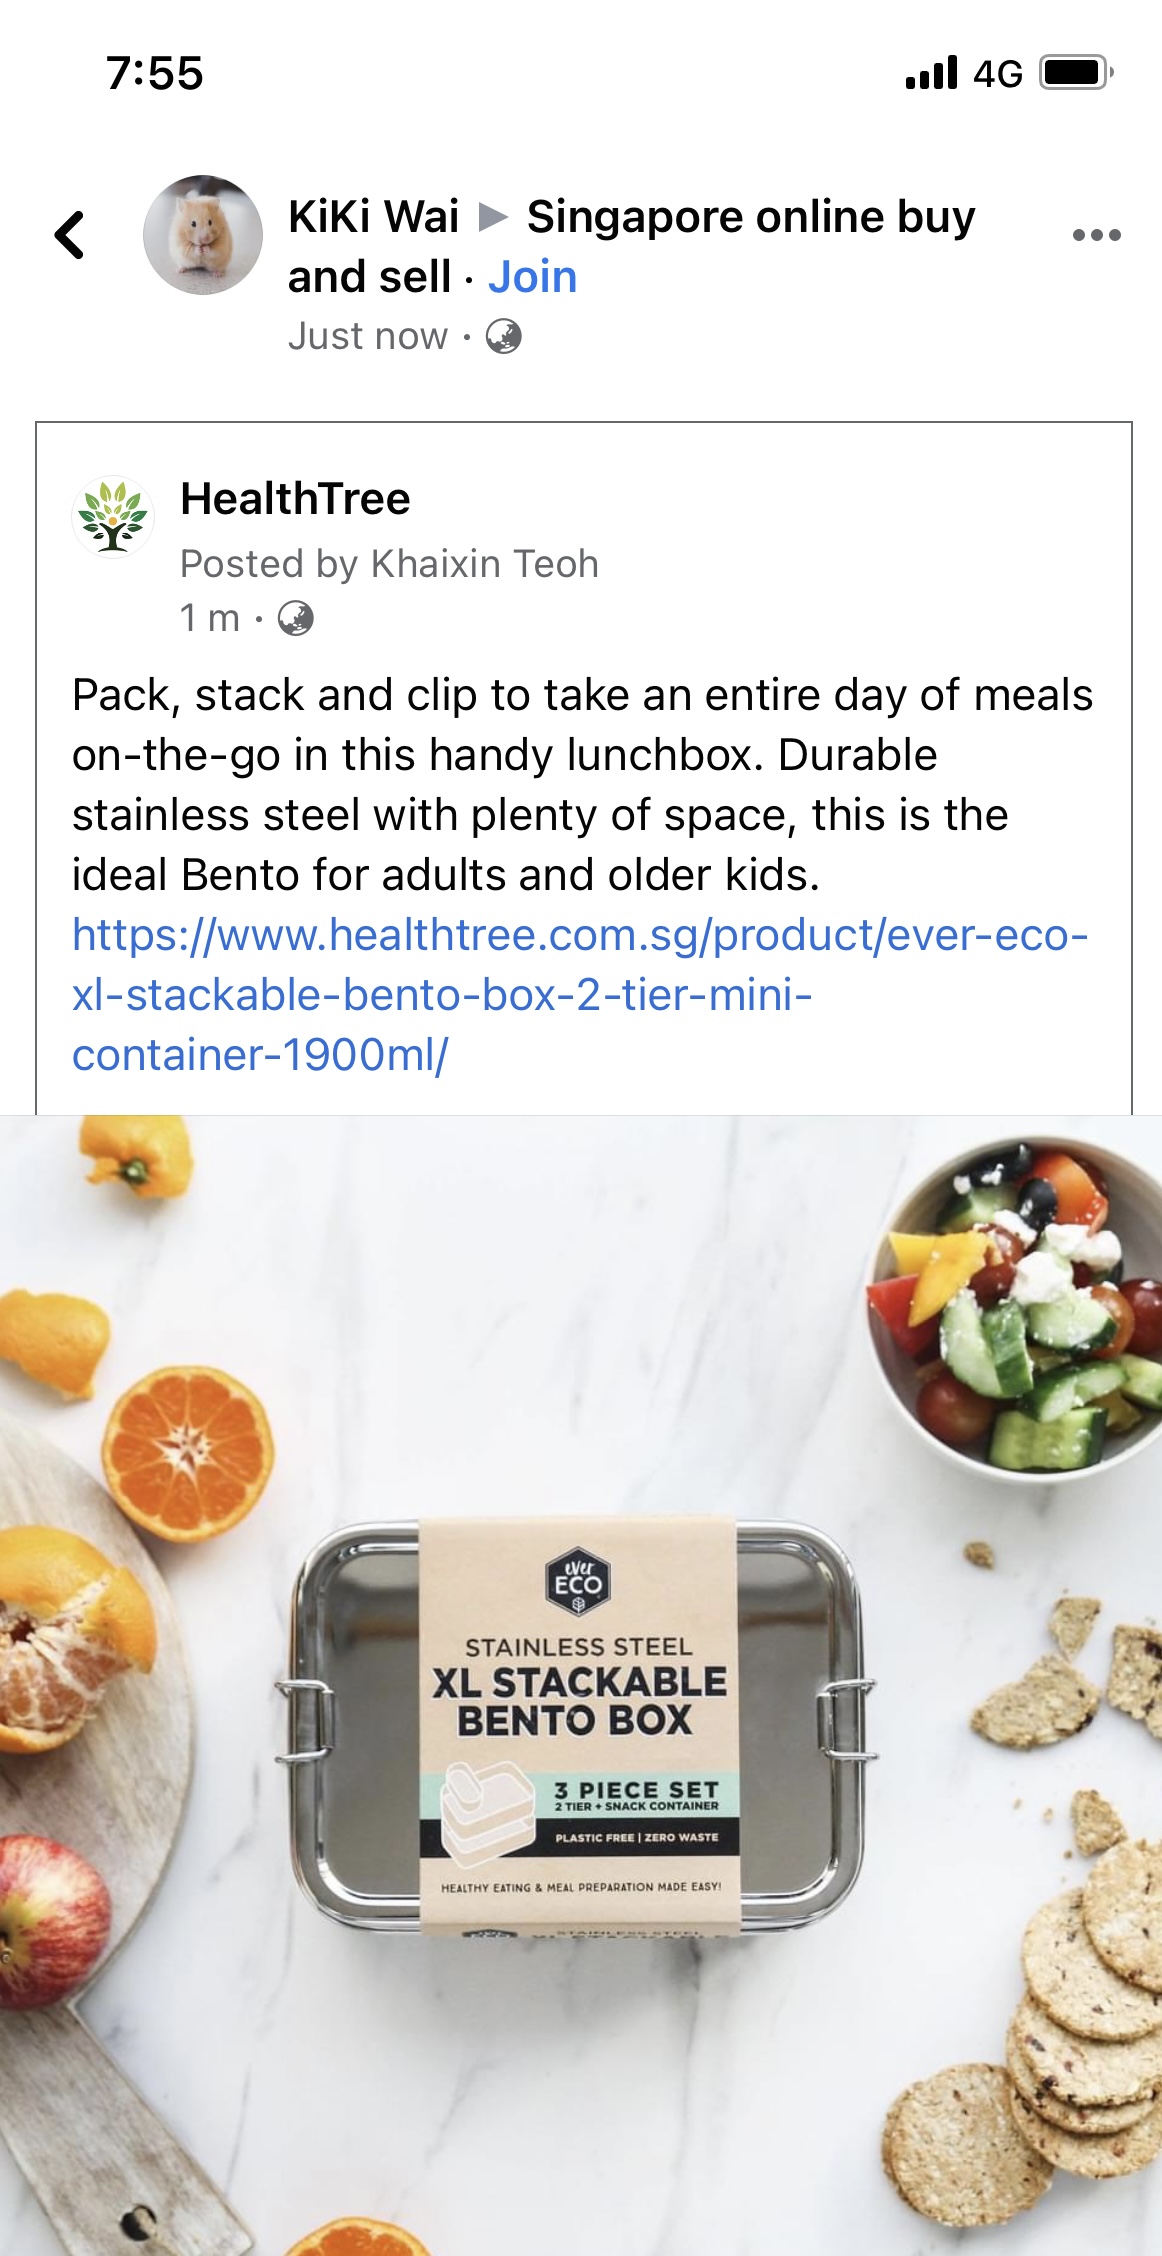 7:55
4G
KiKi Wai ▶ Singapore online buy
and sell · Join
Just now ·
HealthTree
Posted by Khaixin Teoh
1 m ·
Pack, stack and clip to take an entire day of meals
on-the-go in this handy lunchbox. Durable
stainless steel with plenty of space, this is the
ideal Bento for adults and older kids.
https://www.healthtree.com.sg/product/ever-eco-
xl-stackable-bento-box-2-tier-mini-
container-1900ml/
ever
ECO
STAINLESS STEEL
XL STACKABLE
BENTO BOX
3 PIECE SET
2 TIER + SNACK CONTAINER
PLASTIC FREE | ZERO WASTE
HEALTHY EATING & MEAL PREPARATION MADE EASY!
STAINLESS STEEL
XL STACKABLE